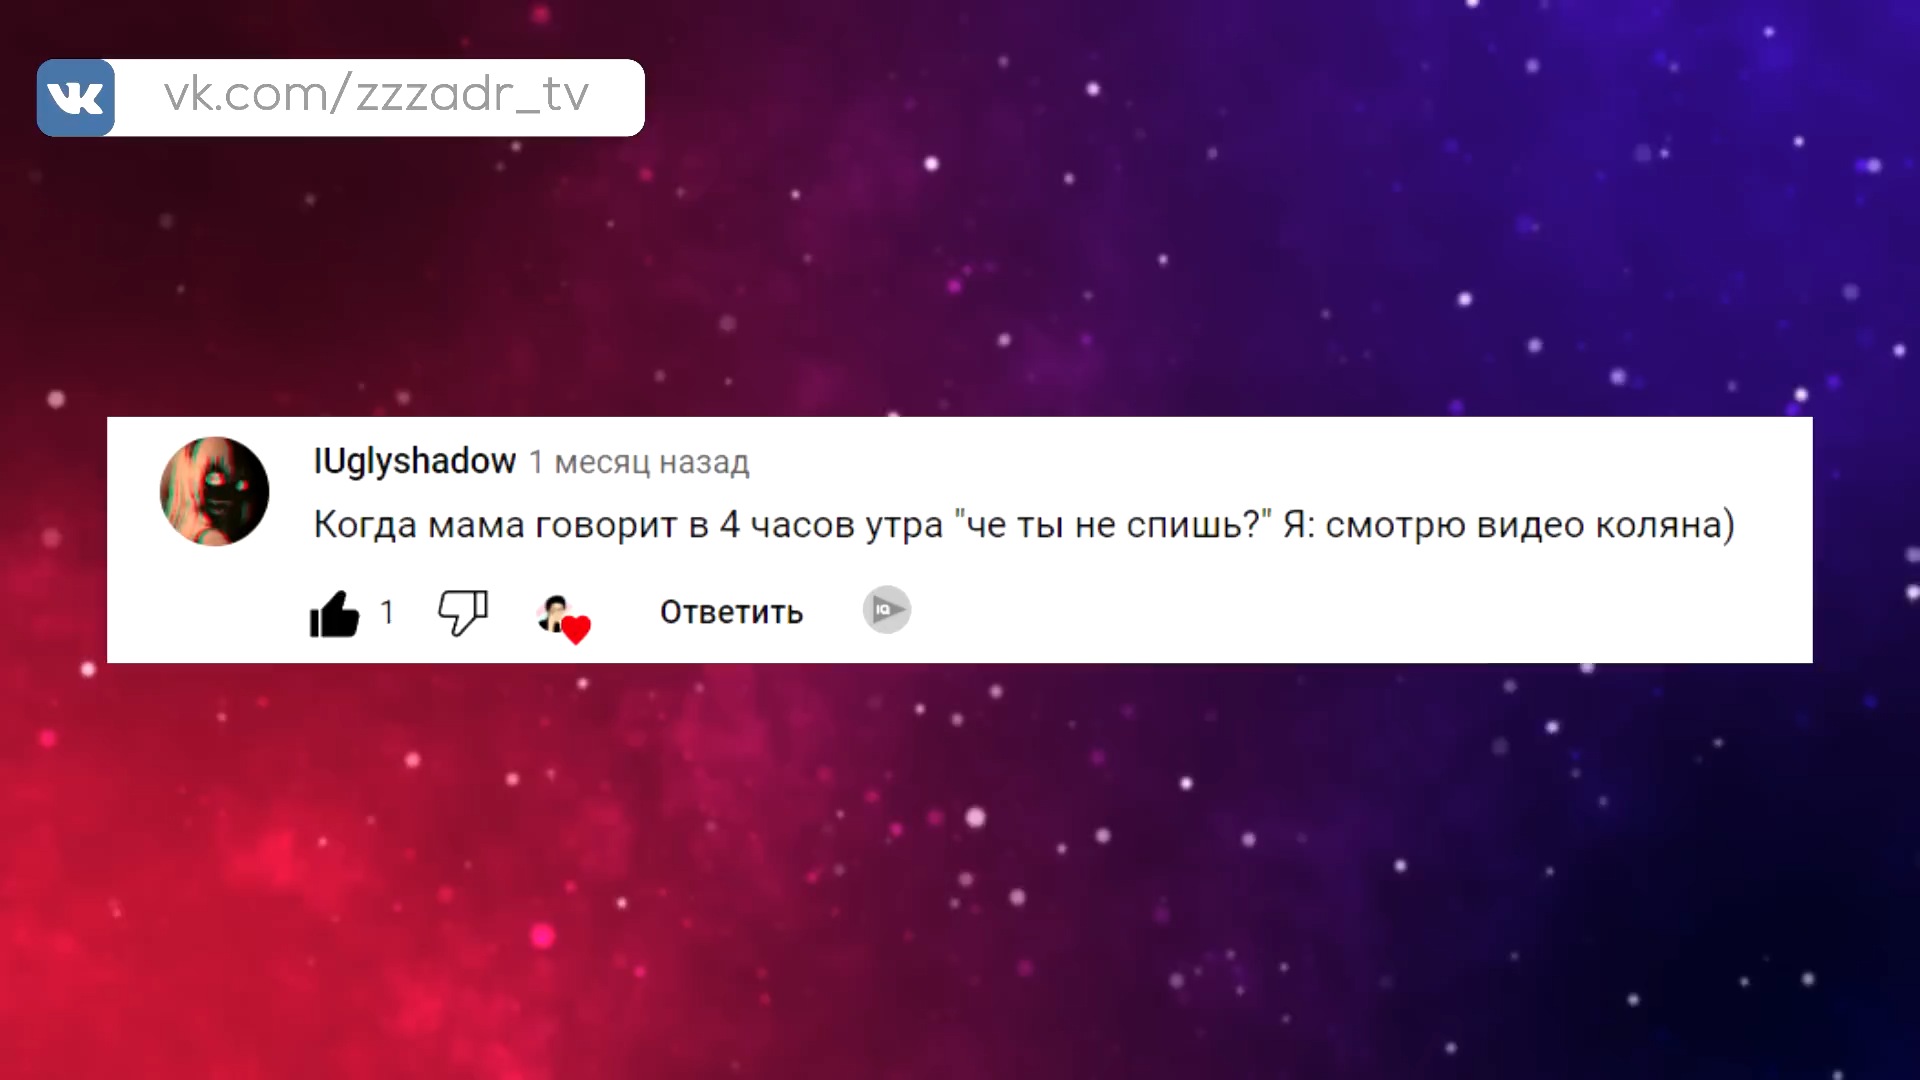 vk.com/zzzadr_tv
IUglyshadow 1 месяц назад
Когда мама говорит в 4 часов утра "че ты не спишь?" Я: смотрю видео коляна)
1 Ответить IQ